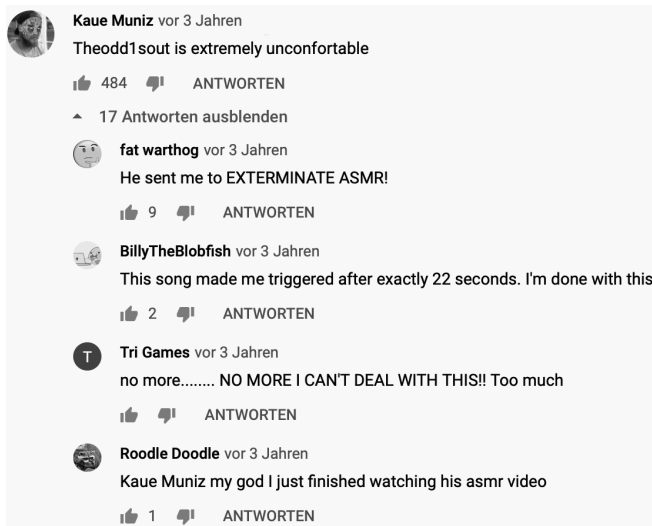 Kaue Muniz vor 3 Jahren
Theodd1sout is extremely unconfortable
484 ANTWORTEN
17 Antworten ausblenden
fat warthog vor 3 Jahren
He sent me to EXTERMINATE ASMR!
9 ANTWORTEN
BillyTheBlobfish vor 3 Jahren
This song made me triggered after exactly 22 seconds. I'm done with this
2 ANTWORTEN
T
Tri Games vor 3 Jahren
no more........ NO MORE I CAN'T DEAL WITH THIS!! Too much
ANTWORTEN
Roodle Doodle vor 3 Jahren
Kaue Muniz my god I just finished watching his asmr video
1 ANTWORTEN